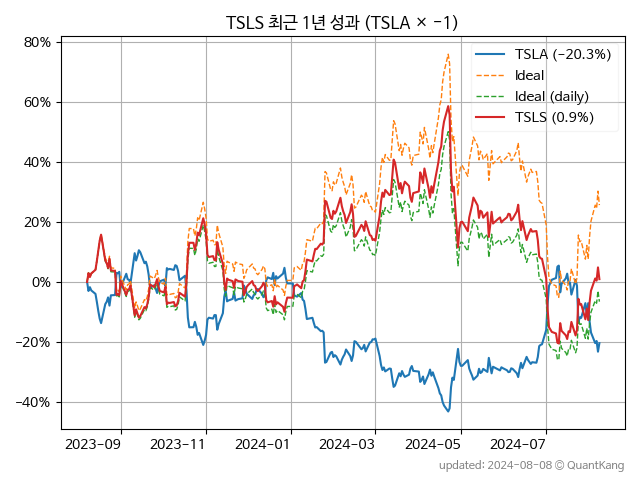 TSLS 최근 1년 성과 (TSLA × −1)
80%
60%
40%
20%
0%
−20%
−40%
TSLA (−20.3%)
Ideal
Ideal (daily)
TSLS (0.9%)
2023-09 2023-11 2024-01 2024-03 2024-05 2024-07
updated: 2024-08-08 @ QuantKang